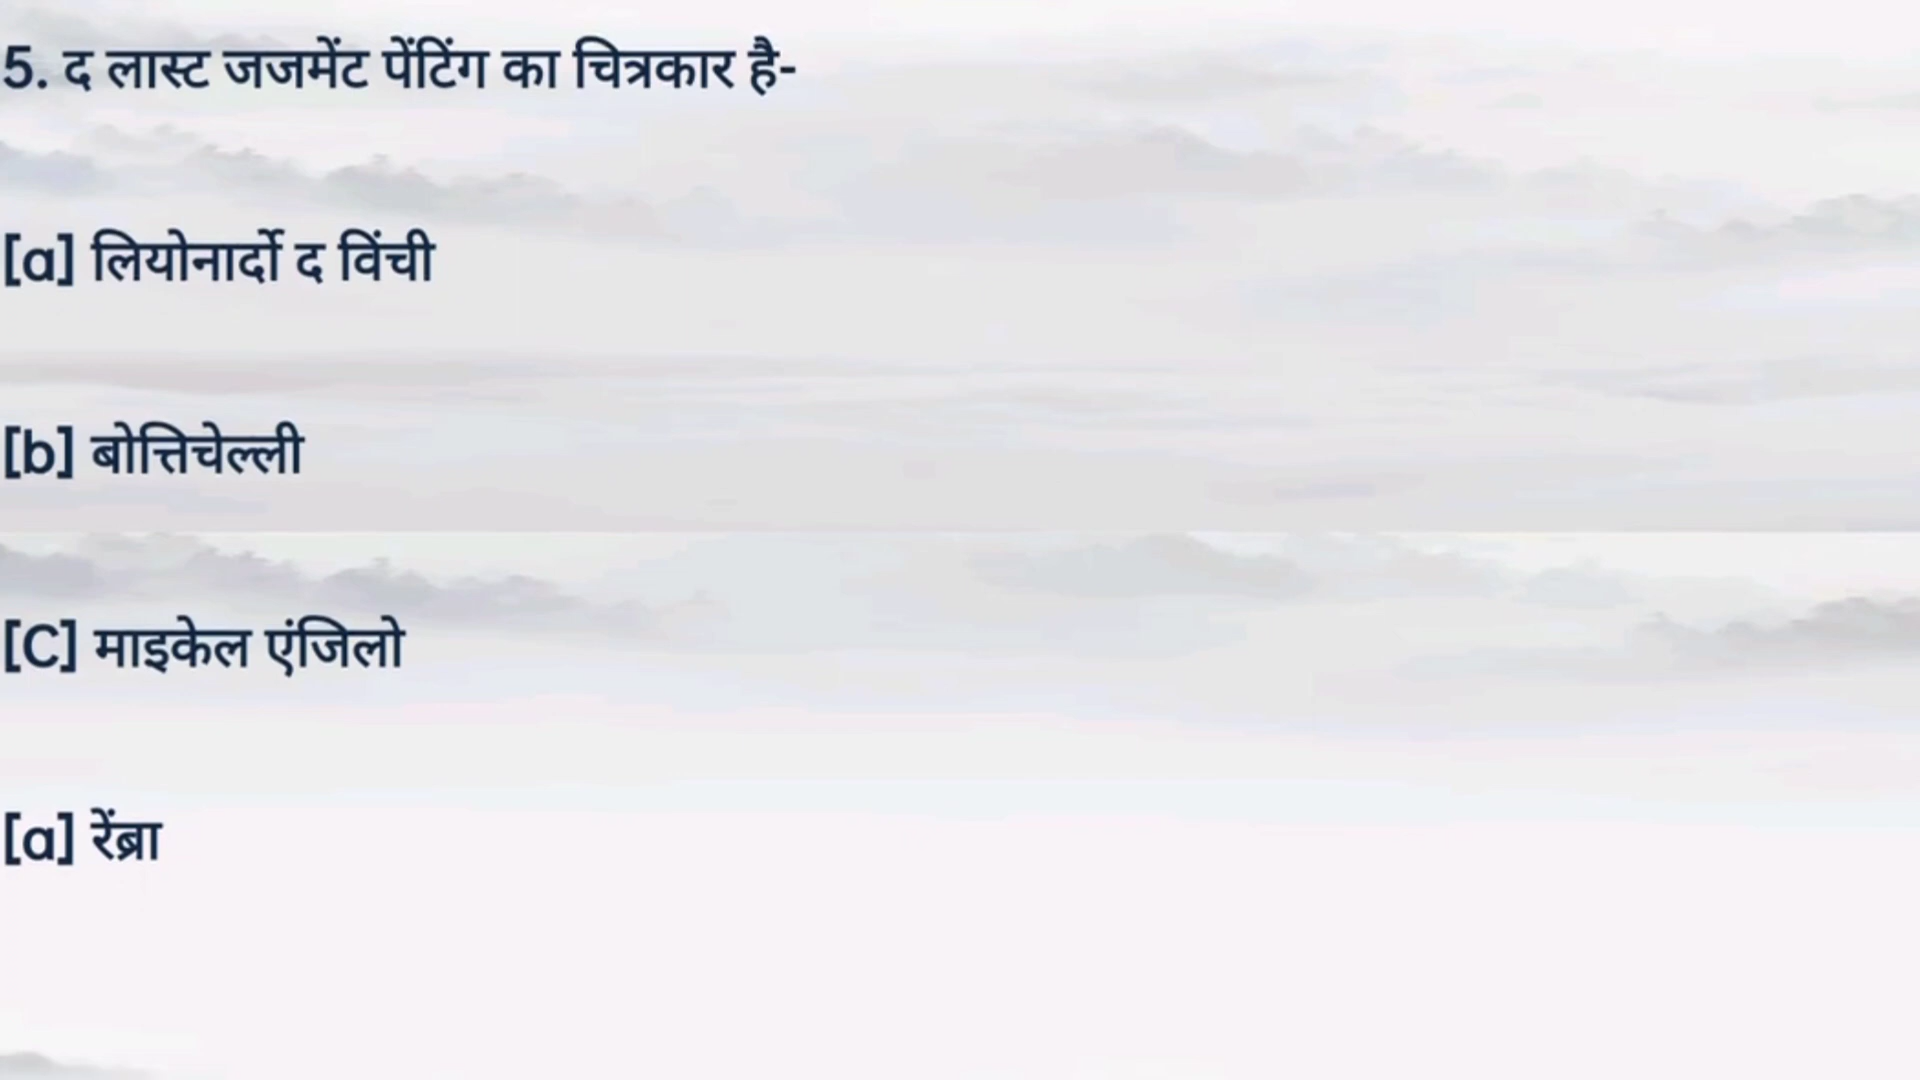 5. द लास्ट जजमेंट पेंटिंग का चित्रकार है-
[a] लियोनार्दो द विंची
[b] बोत्तिचेल्ली
[C] माइकेल एंजिलो
[a] रेंब्रा